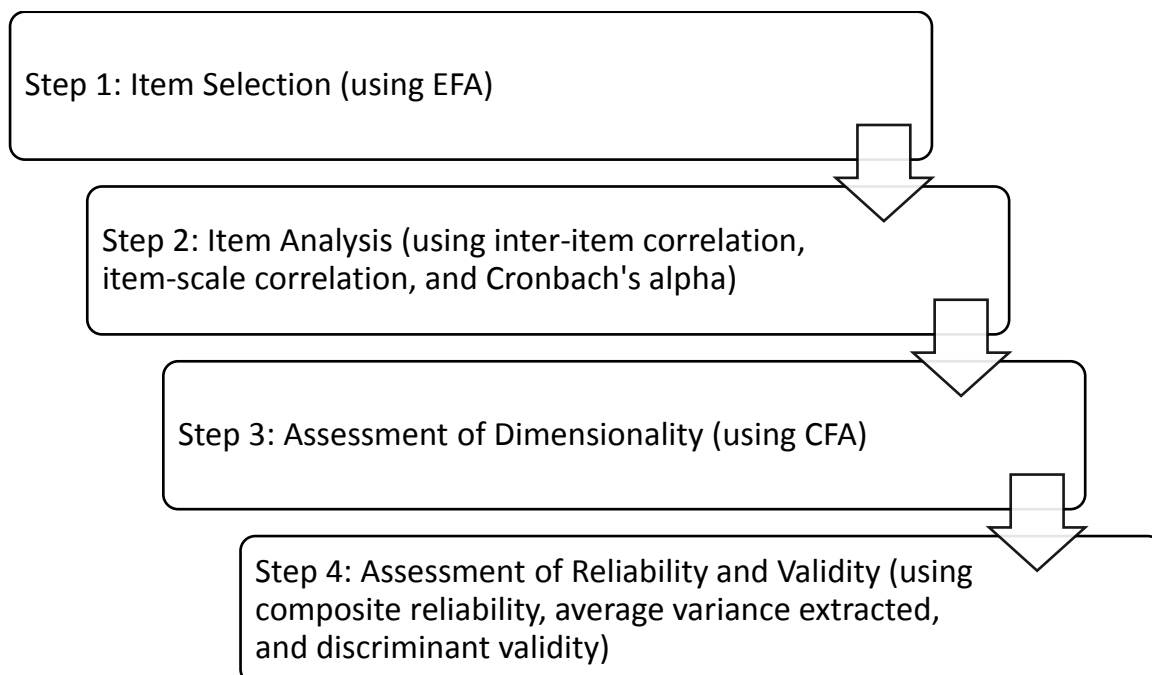 Step 1: Item Selection (using EFA)
Step 2: Item Analysis (using inter-item correlation,
item-scale correlation, and Cronbach's alpha)
Step 3: Assessment of Dimensionality (using CFA)
Step 4: Assessment of Reliability and Validity (using
composite reliability, average variance extracted,
and discriminant validity)